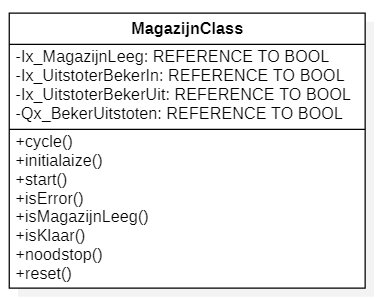 MagazijnClass
-Ix_MagazijnLeeg: REFERENCE TO BOOL
-Ix_UitstoterBekerIn: REFERENCE TO BOOL
-Ix_UitstoterBekerUit: REFERENCE TO BOOL
-Qx_BekerUitstoten: REFERENCE TO BOOL
+cycle()
+initialaize()
+start()
+isError()
+isMagazijnLeeg()
+isKlaar()
+noodstop()
+reset()